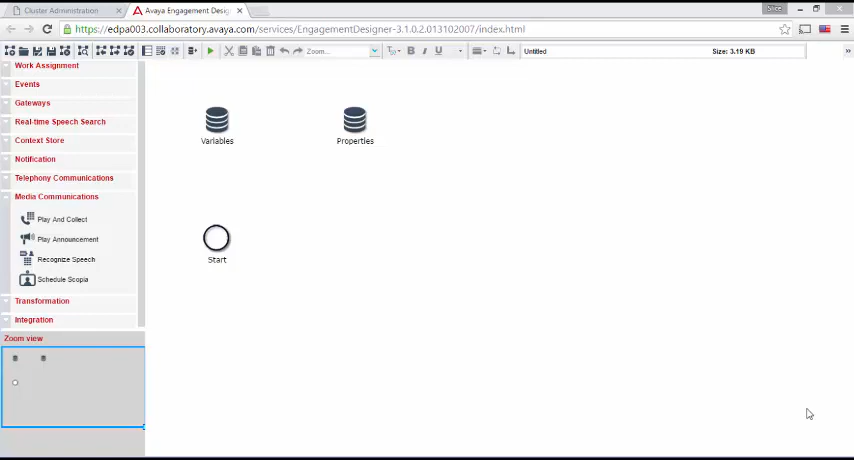 Cluster Administration
Avaya Engagement Desig
Slice
https://edpa003.collaboratory.avaya.com/services/EngagementDesigner-3.1.0.2.013102007/index.html
Zoom... B I U Untitled Size: 3.19 KB
Work Assignment
Events
Gateways
Real-time Speech Search
Context Store
Notification
Telephony Communications
Media Communications
Play And Collect
Play Announcement
Recognize Speech
Schedule Scopia
Transformation
Integration
Zoom view
Variables
Properties
Start